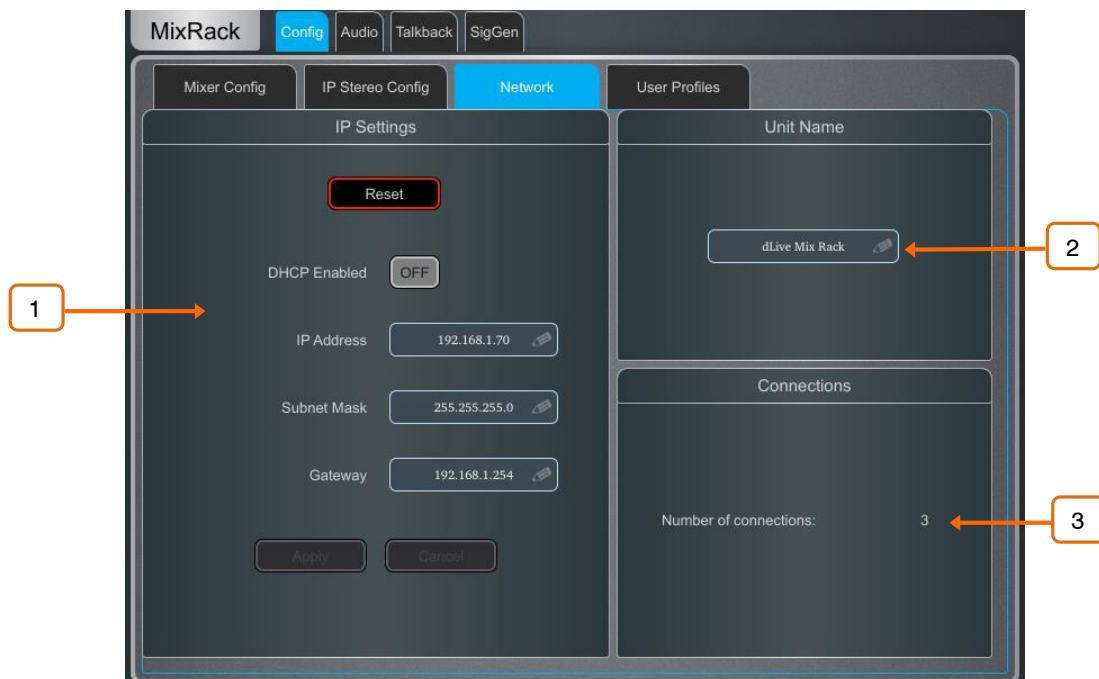 MixRack Config Audio Talkback SigGen
Mixer Config IP Stereo Config Network User Profiles
IP Settings
Reset
DHCP Enabled OFF
IP Address 192.168.1.70
Subnet Mask 255.255.255.0
Gateway 192.168.1.254
Apply Cancel
1
Unit Name
dLive Mix Rack
2
Connections
Number of connections: 3
3